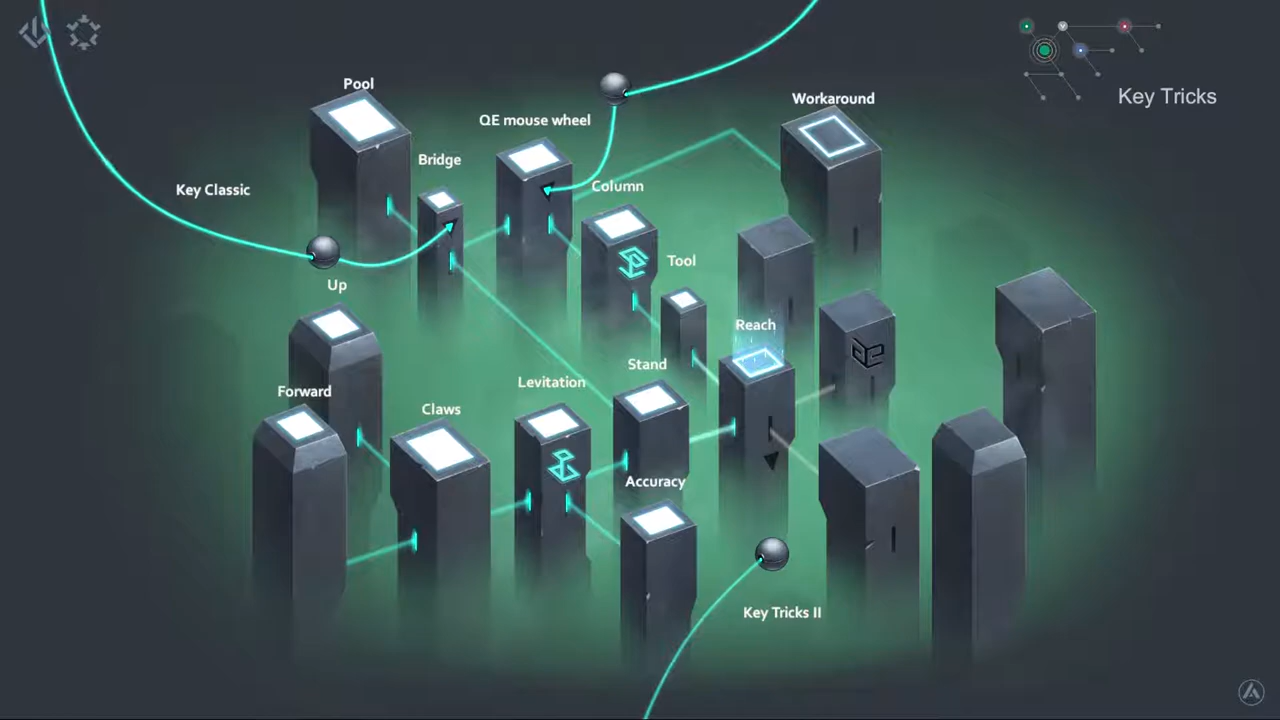 Pool
QE mouse wheel
Workaround
Key Tricks
Bridge
Key Classic
Column
Tool
Up
Reach
Stand
Levitation
Forward
Claws
Accuracy
Key Tricks II